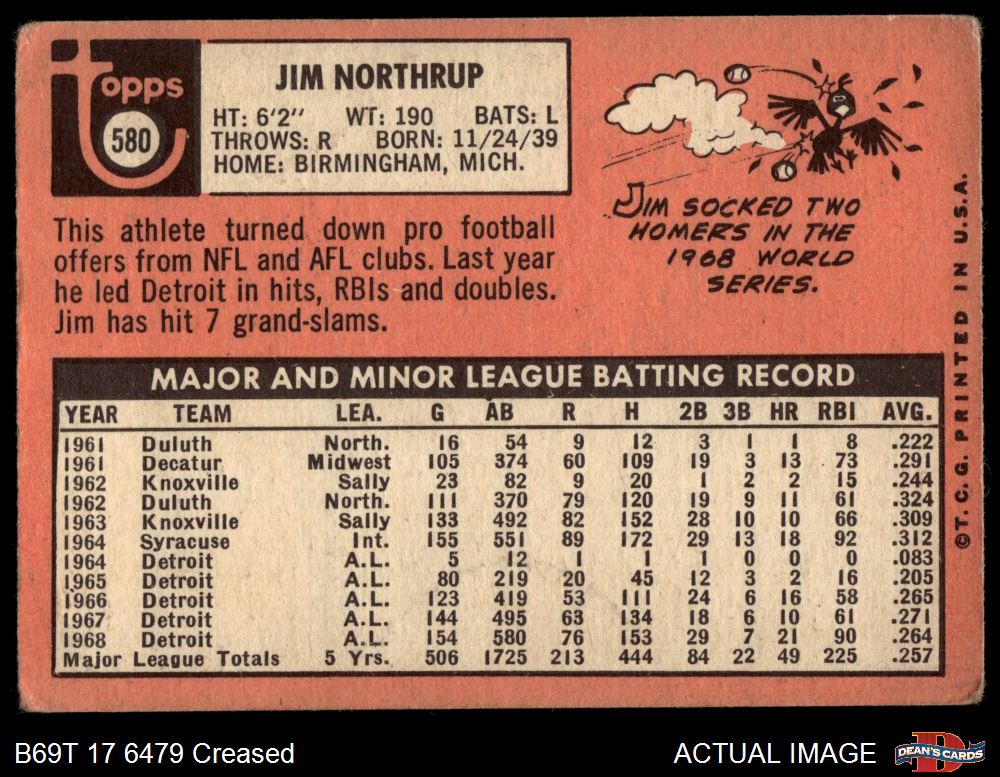 topps
580
JIM NORTHRUP
HT: 6'2" WT: 190 BATS: L
THROWS: R BORN: 11/24/39
HOME: BIRMINGHAM, MICH.
This athlete turned down pro football
offers from NFL and AFL clubs. Last year
he led Detroit in hits, RBIs and doubles.
Jim has hit 7 grand-slams.
JIM SOCKED TWO
HOMERS IN THE
1968 WORLD
SERIES.
MAJOR AND MINOR LEAGUE BATTING RECORD
YEAR TEAM LEA. G AB R H 2B 3B HR RBI AVG.
1961 Duluth North. 16 54 9 12 3 1 1 8 .222
1961 Decatur Midwest 105 374 60 109 19 3 13 73 .291
1962 Knoxville Sally 23 82 9 20 1 2 2 15 .244
1962 Duluth North. 111 370 79 120 19 9 11 61 .324
1963 Knoxville Sally 133 492 82 152 28 10 10 66 .309
1964 Syracuse Int. 155 551 89 172 29 13 18 92 .312
1964 Detroit A.L. 5 12 1 1 1 0 0 0 .083
1965 Detroit A.L. 80 219 20 45 12 3 2 16 .205
1966 Detroit A.L. 123 419 53 111 24 6 16 58 .265
1967 Detroit A.L. 144 495 63 134 18 6 10 61 .271
1968 Detroit A.L. 154 580 76 153 29 7 21 90 .264
Major League Totals 5 Yrs. 506 1725 213 444 84 22 49 225 .257
©T.C.G. PRINTED IN U.S.A.
B69T 17 6479 Creased
ACTUAL IMAGE
DEAN'S CARDS